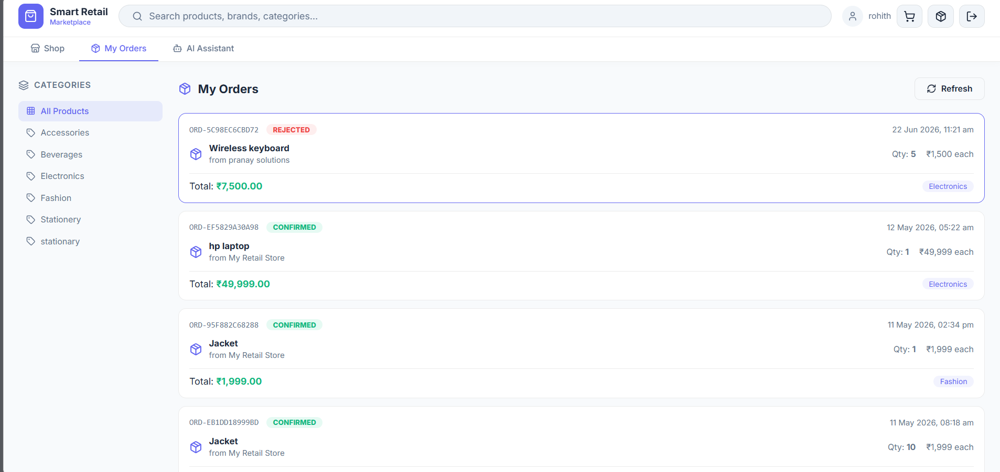 Smart Retail
Marketplace
Search products, brands, categories...
rohith
Shop
My Orders
AI Assistant
CATEGORIES
All Products
Accessories
Beverages
Electronics
Fashion
Stationery
stationary
My Orders
Refresh
ORD-5C98EC6CBD72 REJECTED 22 Jun 2026, 11:21 am
Wireless keyboard
from pranay solutions
Qty: 5 ₹1,500 each
Total: ₹7,500.00 Electronics
ORD-EF5829A30A98 CONFIRMED 12 May 2026, 05:22 am
hp laptop
from My Retail Store
Qty: 1 ₹49,999 each
Total: ₹49,999.00 Electronics
ORD-95F882C68288 CONFIRMED 11 May 2026, 02:34 pm
Jacket
from My Retail Store
Qty: 1 ₹1,999 each
Total: ₹1,999.00 Fashion
ORD-EB1DD18999BD CONFIRMED 11 May 2026, 08:18 am
Jacket
from My Retail Store
Qty: 10 ₹1,999 each